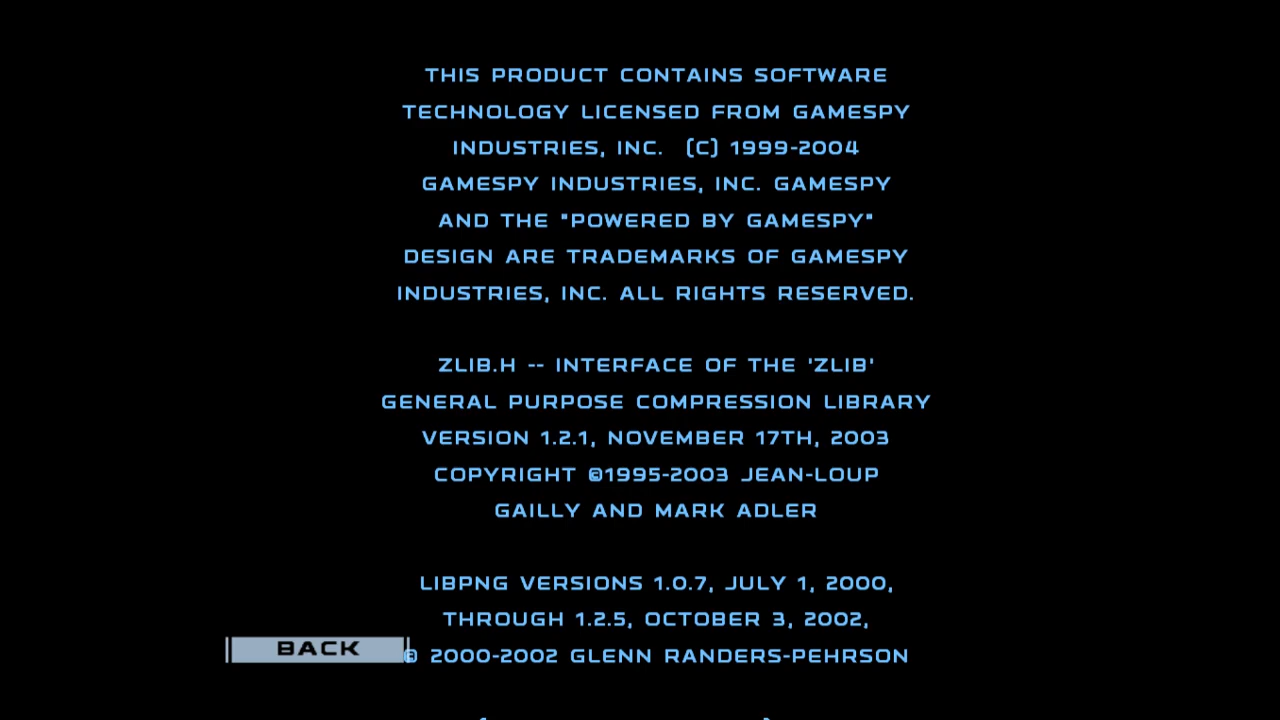 THIS PRODUCT CONTAINS SOFTWARE
TECHNOLOGY LICENSED FROM GAMESPY
INDUSTRIES, INC.  (C) 1999-2004
GAMESPY INDUSTRIES, INC. GAMESPY
AND THE "POWERED BY GAMESPY"
DESIGN ARE TRADEMARKS OF GAMESPY
INDUSTRIES, INC. ALL RIGHTS RESERVED.
ZLIB.H -- INTERFACE OF THE 'ZLIB'
GENERAL PURPOSE COMPRESSION LIBRARY
VERSION 1.2.1, NOVEMBER 17TH, 2003
COPYRIGHT ©1995-2003 JEAN-LOUP
GAILLY AND MARK ADLER
LIBPNG VERSIONS 1.0.7, JULY 1, 2000,
THROUGH 1.2.5, OCTOBER 3, 2002,
© 2000-2002 GLENN RANDERS-PEHRSON
BACK